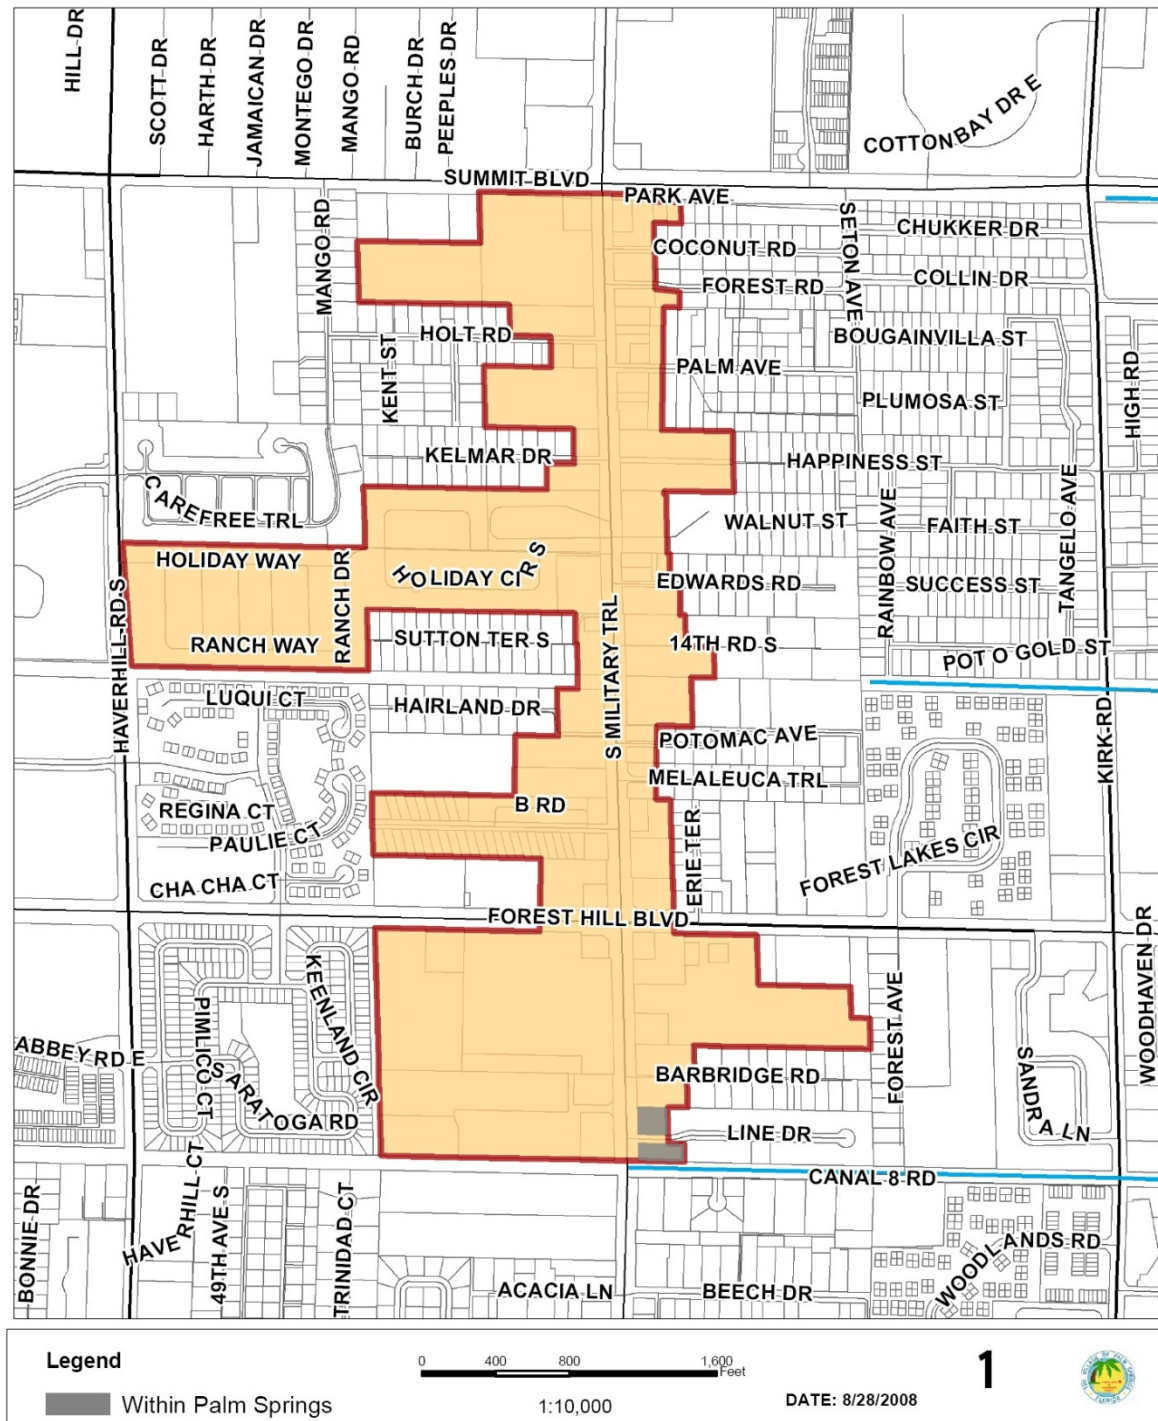 HILL DR
SCOTT DR
HARTH DR
JAMAICAN DR
MONTEGO DR
MANGO RD
BURCH DR
PEEPLES DR
COTTONBAY DR E
SUMMIT BLVD
PARK AVE
MANGO RD
SETON AVE
CHUKKER DR
COCONUT RD
COLLIN DR
FOREST RD
HOLT RD
KENT ST
BOUGAINVILLA ST
PALM AVE
HIGH RD
PLUMOSA ST
KELMAR DR
HAPPINESS ST
CAREFREE TRL
WALNUT ST
RAINBOW AVE
FAITH ST
TANGELO AVE
HOLIDAY WAY
RANCH DR
HOLIDAY CIR S
EDWARDS RD
SUCCESS ST
HAVERHILL RD S
RANCH WAY
SUTTON TER S
S MILITARY TRL
14TH RD S
POT O GOLD ST
LUQUI CT
HAIRLAND DR
POTOMAC AVE
KIRK RD
MELALEUCA TRL
REGINA CT
B RD
PAULIE CT
ERIE TER
FOREST LAKES CIR
CHA CHA CT
FOREST HILL BLVD
WOODHAVEN DR
KEENLAND CIR
PIMLICO CT
FOREST AVE
ABBEY RD E
SARATOGA RD
BARBRIDGE RD
SANDRA LN
LINE DR
CANAL 8 RD
BONNIE DR
HAVERHILL CT
49TH AVE S
TRINIDAD CT
ACACIA LN
BEECH DR
WOODLANDS RD
Legend
Within Palm Springs
0 400 800 1,600
Feet
1:10,000
DATE: 8/28/2008
1